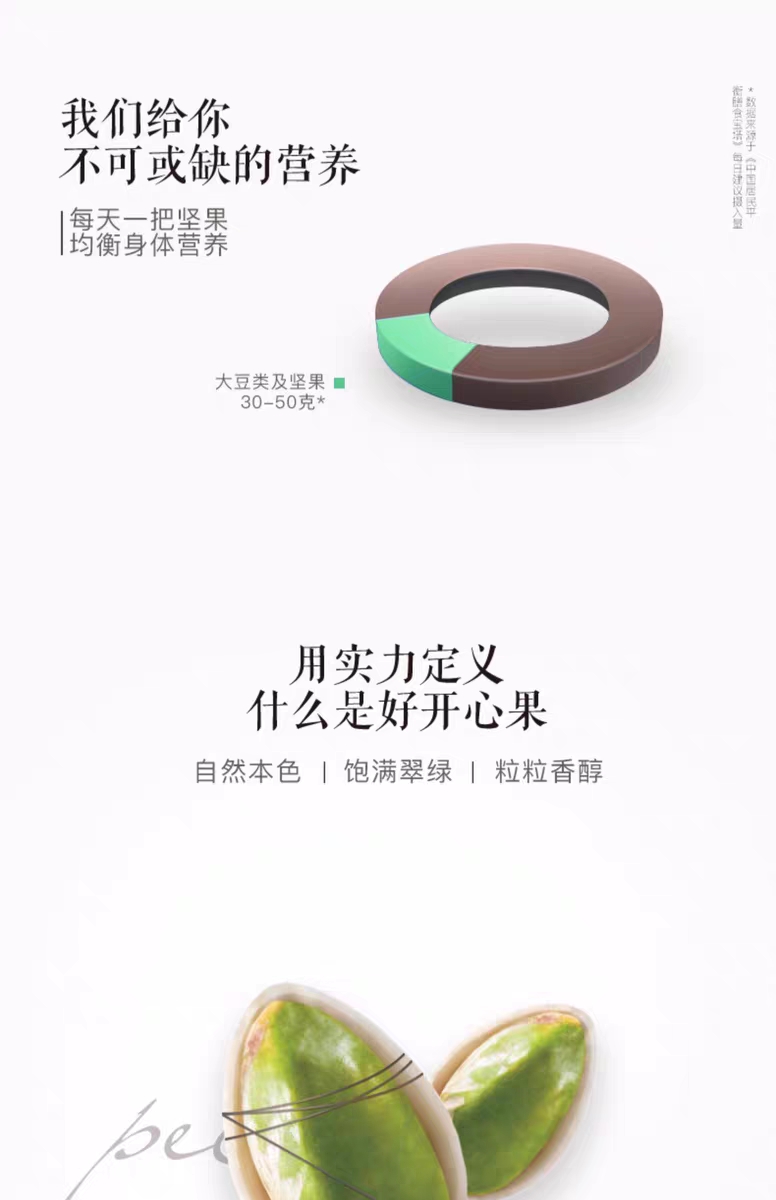 我们给你
不可或缺的营养
每天一把坚果
均衡身体营养
*数据来源于《中国居民平
衡膳食宝塔》每日建议摄入量
大豆类及坚果
30-50克*
用实力定义
什么是好开心果
自然本色 | 饱满翠绿 | 粒粒香醇